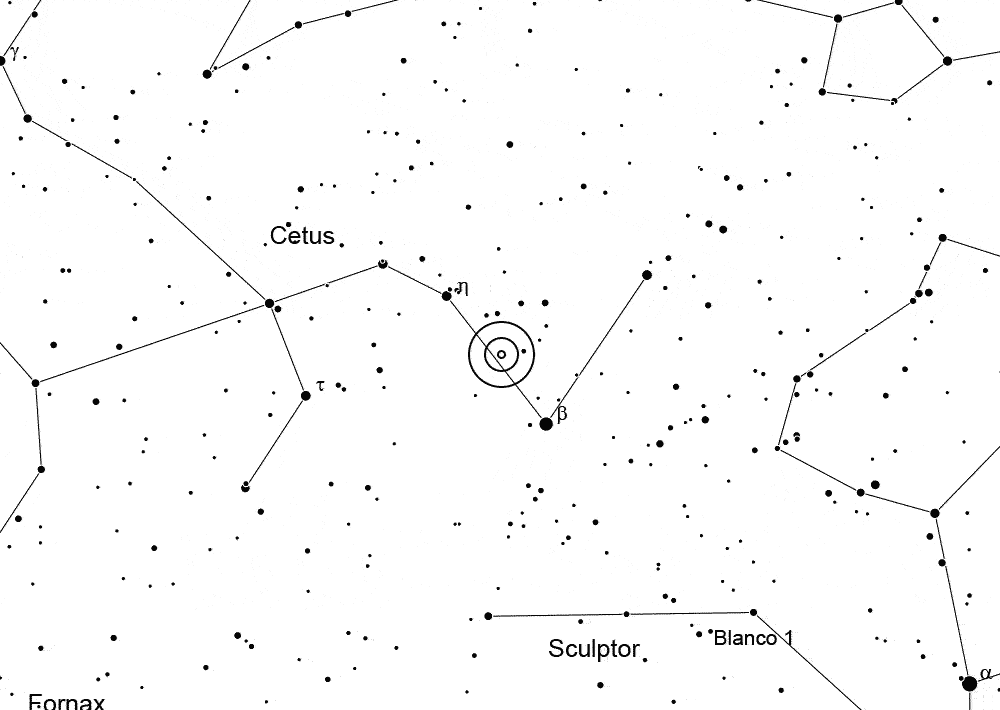 γ
Cetus
η
τ
β
Blanco 1
Sculptor
α
Fornax